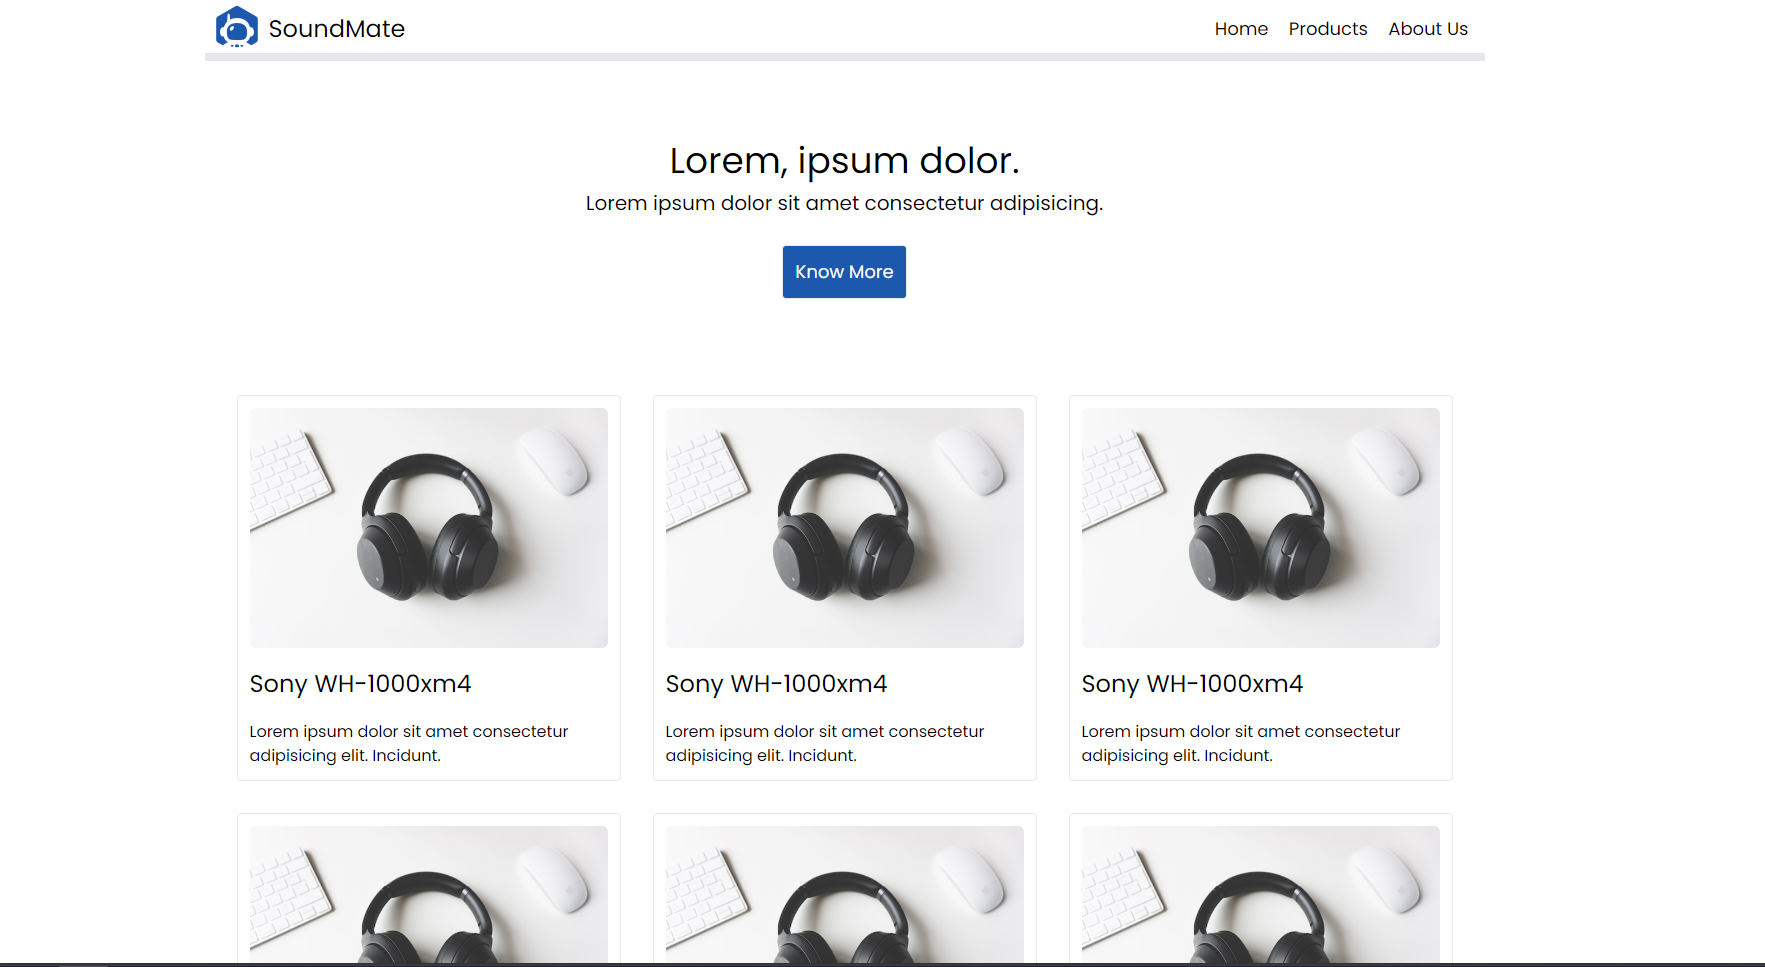 SoundMate
Home Products About Us
Lorem, ipsum dolor.
Lorem ipsum dolor sit amet consectetur adipisicing.
Know More
Sony WH-1000xm4
Lorem ipsum dolor sit amet consectetur
adipisicing elit. Incidunt.
Sony WH-1000xm4
Lorem ipsum dolor sit amet consectetur
adipisicing elit. Incidunt.
Sony WH-1000xm4
Lorem ipsum dolor sit amet consectetur
adipisicing elit. Incidunt.